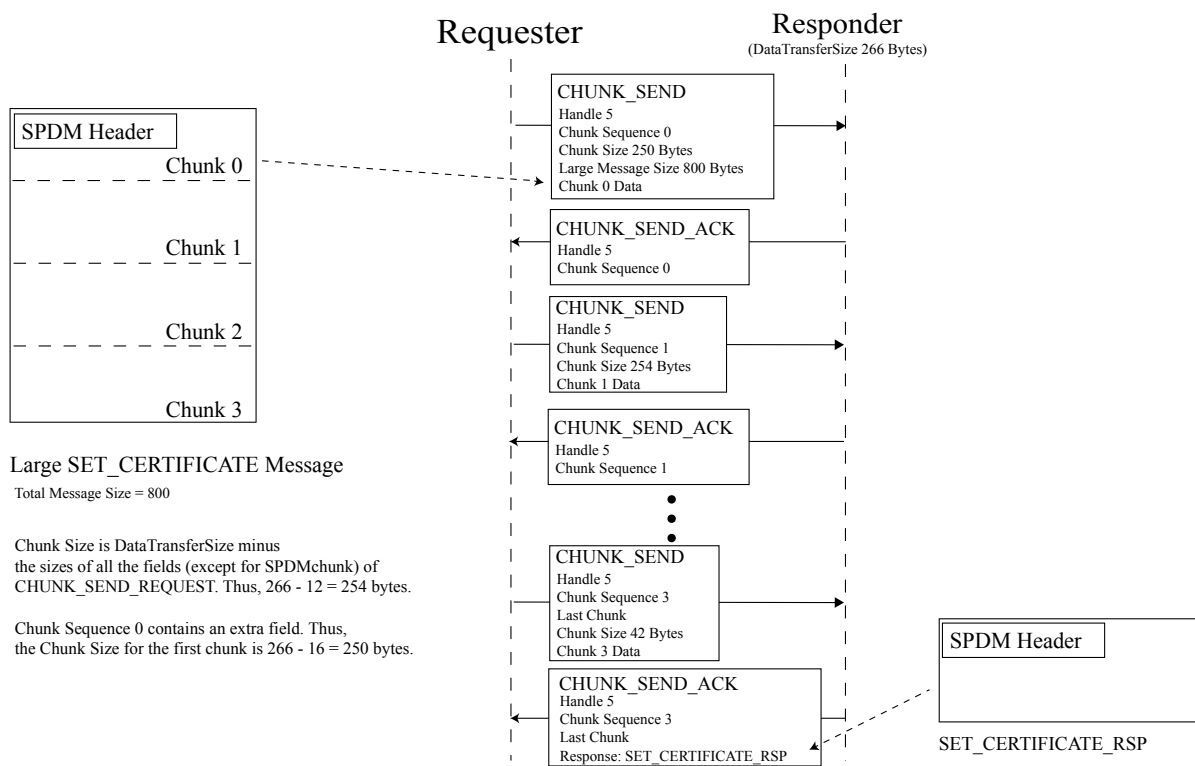 Requester
Responder
(DataTransferSize 266 Bytes)
SPDM Header
Chunk 0
Chunk 1
Chunk 2
Chunk 3
Large SET_CERTIFICATE Message
Total Message Size = 800
Chunk Size is DataTransferSize minus
the sizes of all the fields (except for SPDMchunk) of
CHUNK_SEND_REQUEST. Thus, 266 - 12 = 254 bytes.
Chunk Sequence 0 contains an extra field. Thus,
the Chunk Size for the first chunk is 266 - 16 = 250 bytes.
CHUNK_SEND
Handle 5
Chunk Sequence 0
Chunk Size 250 Bytes
Large Message Size 800 Bytes
Chunk 0 Data
CHUNK_SEND_ACK
Handle 5
Chunk Sequence 0
CHUNK_SEND
Handle 5
Chunk Sequence 1
Chunk Size 254 Bytes
Chunk 1 Data
CHUNK_SEND_ACK
Handle 5
Chunk Sequence 1
CHUNK_SEND
Handle 5
Chunk Sequence 3
Last Chunk
Chunk Size 42 Bytes
Chunk 3 Data
CHUNK_SEND_ACK
Handle 5
Chunk Sequence 3
Last Chunk
Response: SET_CERTIFICATE_RSP
SPDM Header
SET_CERTIFICATE_RSP